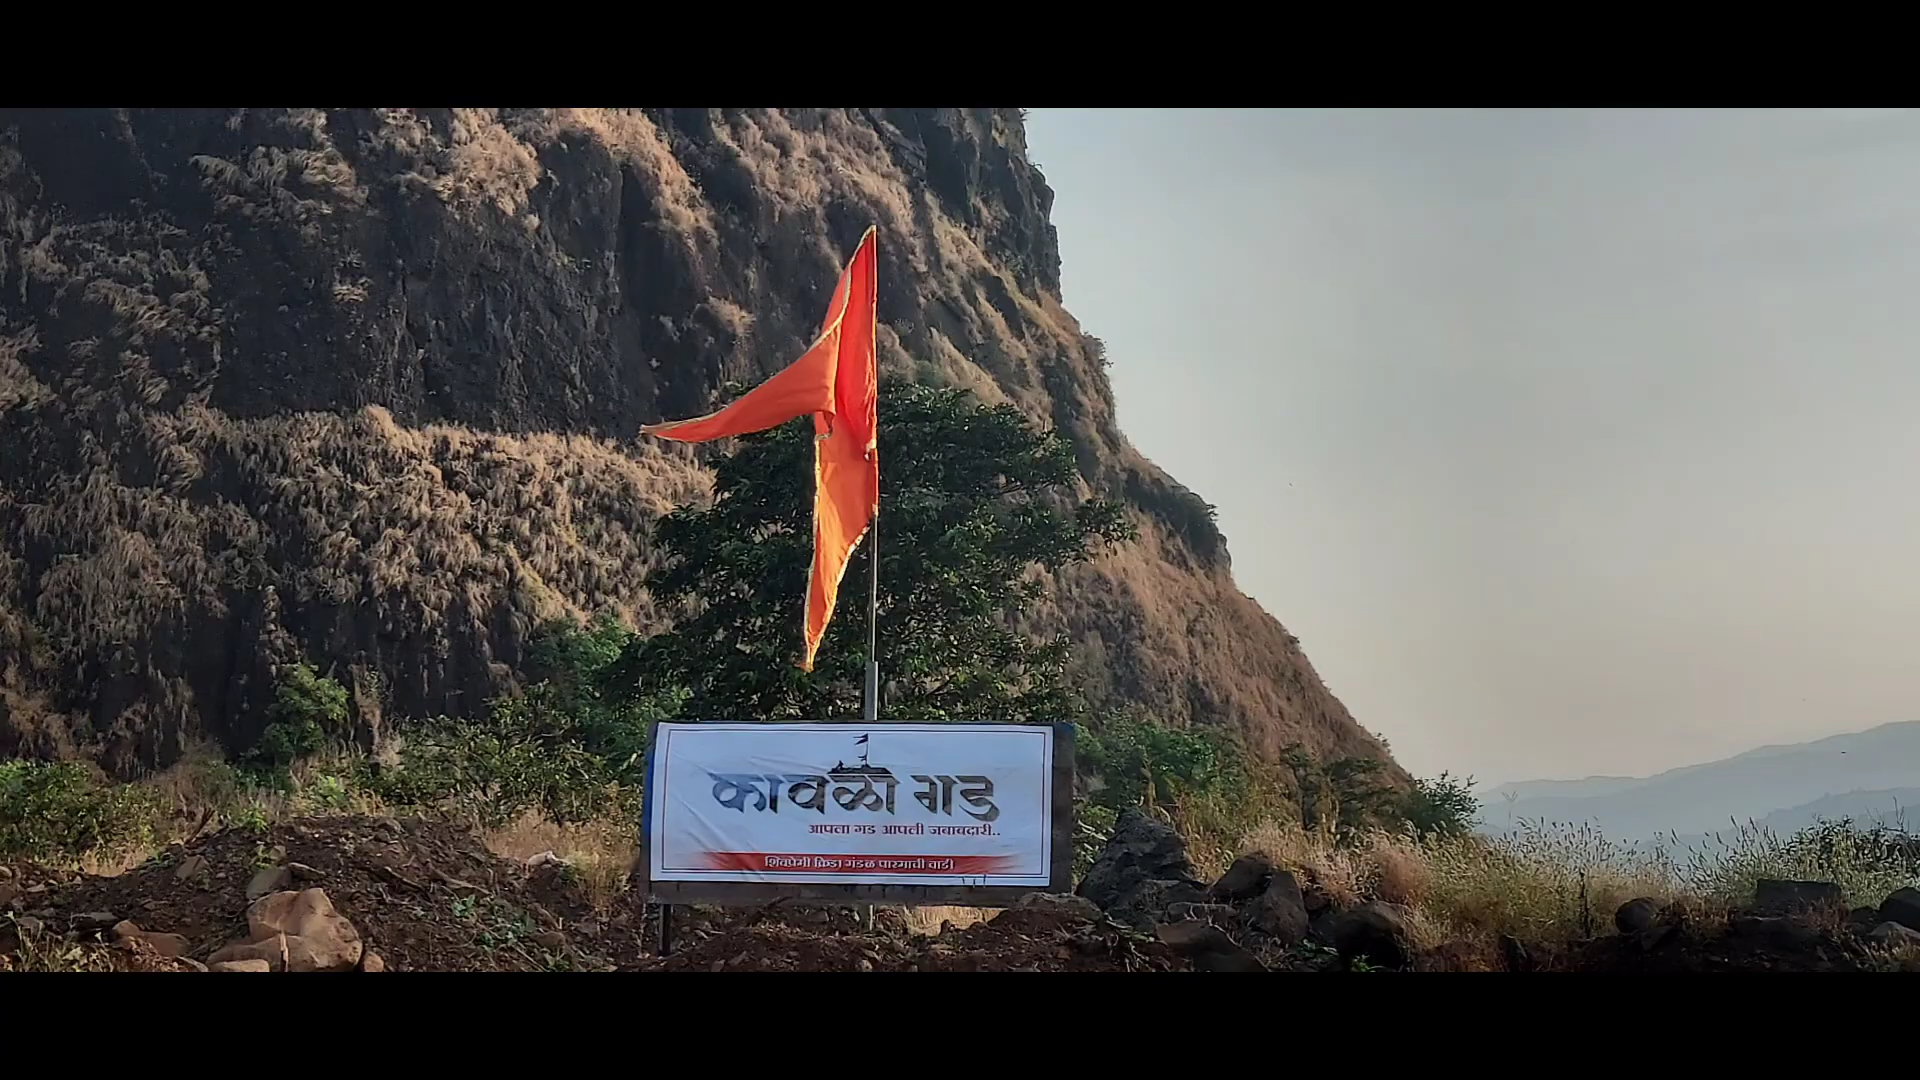 कावळा गड
आपला गड आपली जबाबदारी..
शिवप्रेमी क्रिडा मंडळ पारमाची वाडी